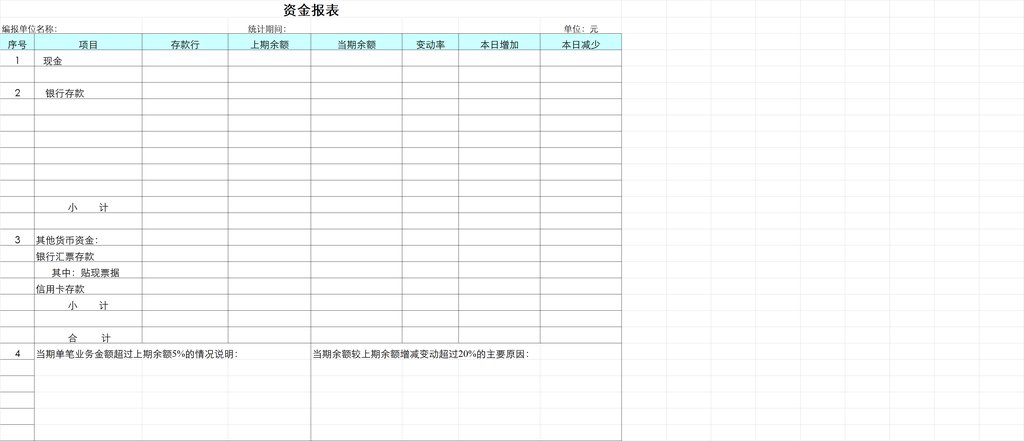 资金报表
编报单位名称： 统计期间： 单位：元
序号 项目 存款行 上期余额 当期余额 变动率 本日增加 本日减少
1 现金
2 银行存款
小 计
3 其他货币资金：
银行汇票存款
其中：贴现票据
信用卡存款
小 计
合 计
4 当期单笔业务金额超过上期余额5%的情况说明： 当期余额较上期余额增减变动超过20%的主要原因：